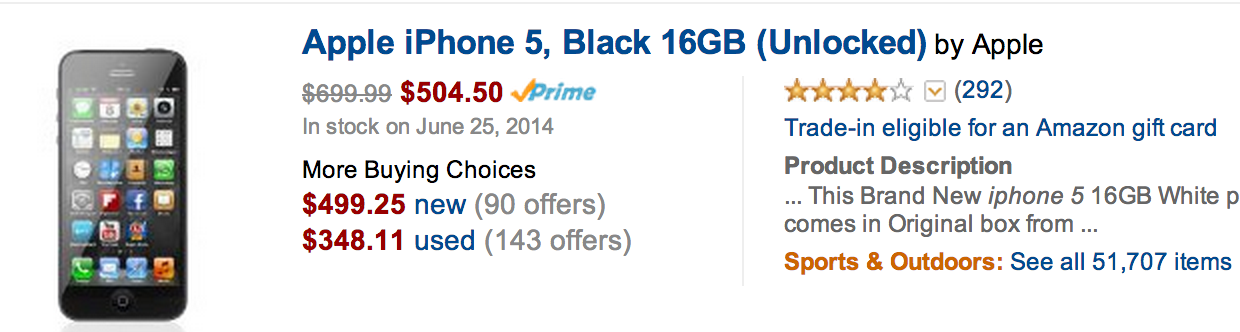 Apple iPhone 5, Black 16GB (Unlocked) by Apple
$699.99 $504.50 Prime
In stock on June 25, 2014
More Buying Choices
$499.25 new (90 offers)
$348.11 used (143 offers)
(292)
Trade-in eligible for an Amazon gift card
Product Description
... This Brand New iphone 5 16GB White p
comes in Original box from ...
Sports & Outdoors: See all 51,707 items